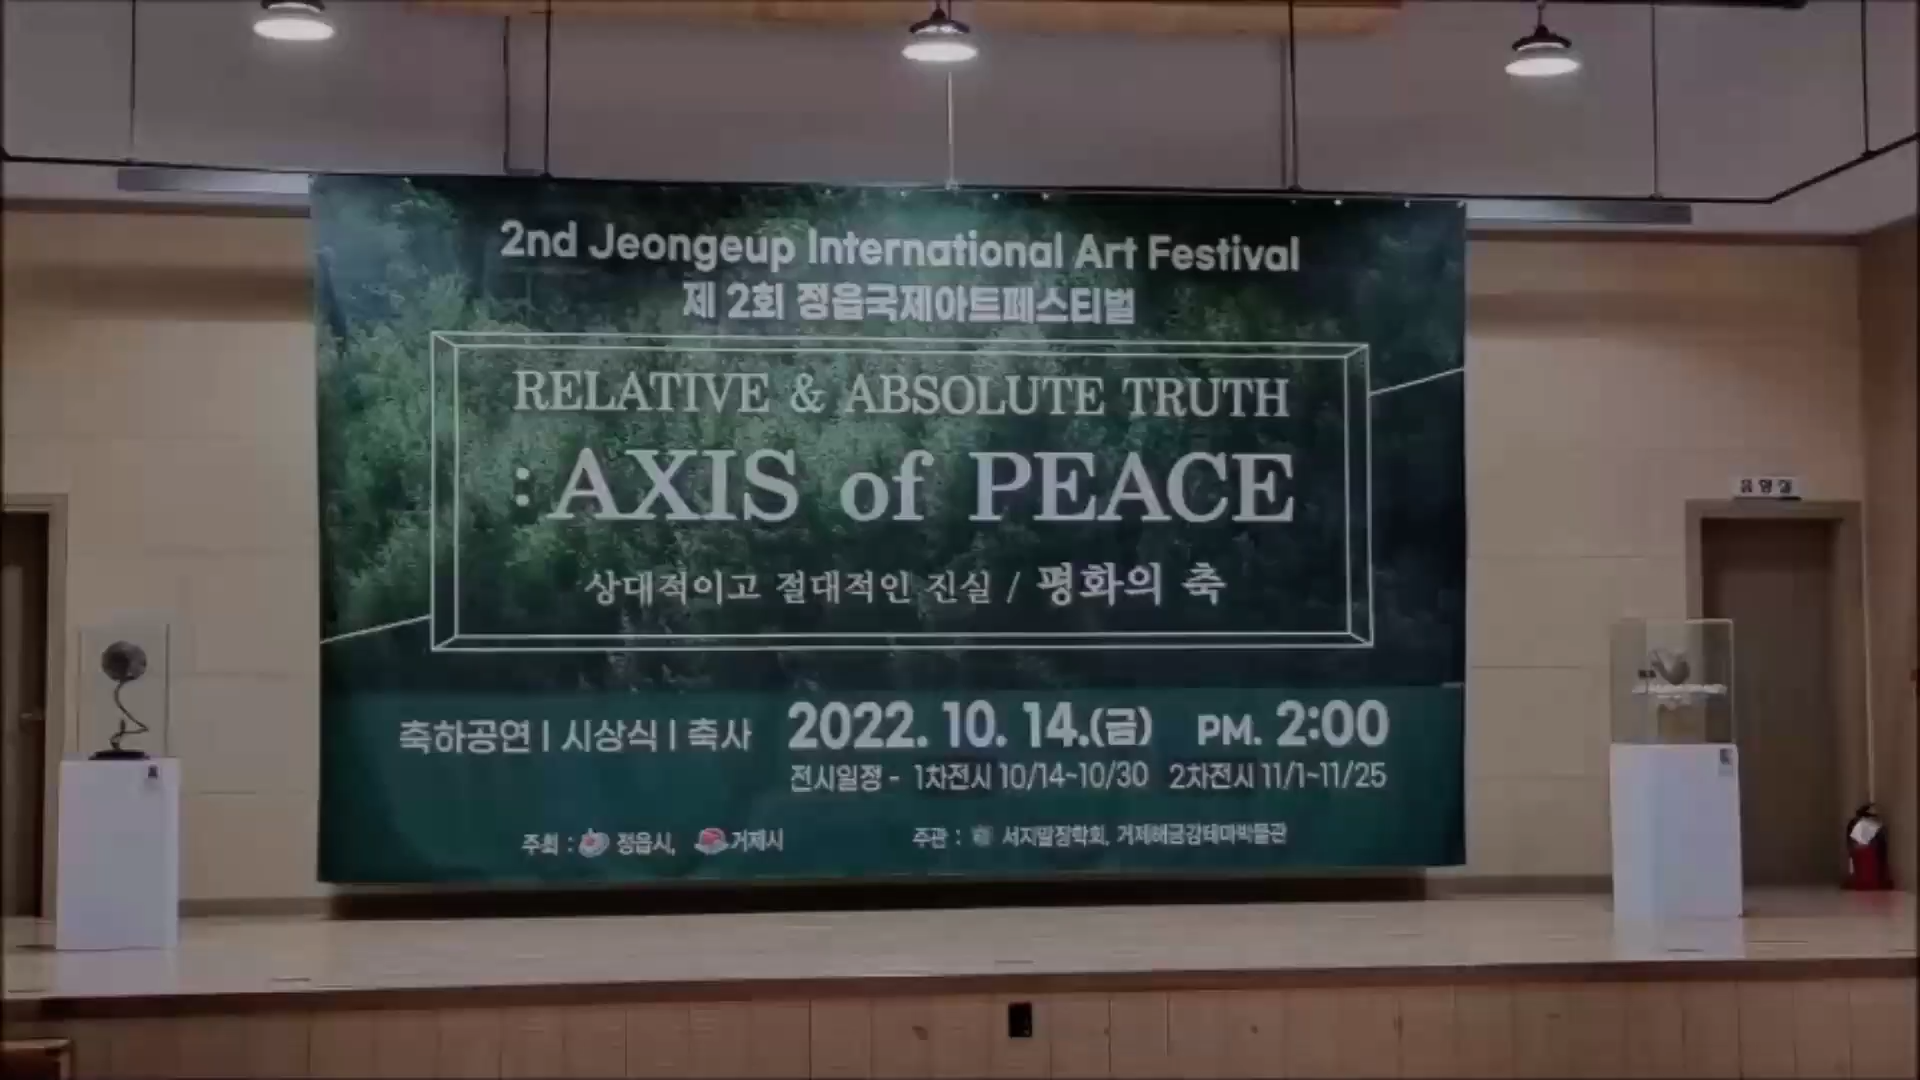 2nd Jeongeup International Art Festival
제 2회 정읍국제아트페스티벌
RELATIVE & ABSOLUTE TRUTH
: AXIS of PEACE
상대적이고 절대적인 진실 / 평화의 축
축하공연 | 시상식 | 축사 2022. 10. 14.(금) PM. 2:00
전시일정 - 1차전시 10/14~10/30 2차전시 11/1~11/25
주최 : 정읍시, 거제시 주관 : 서지말장학회, 거제해금강테마박물관
음향실